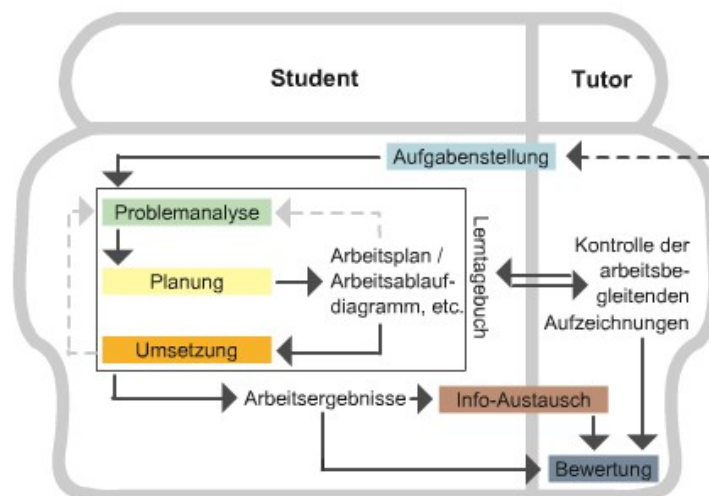 Student
Tutor
Aufgabenstellung
Problemanalyse
Planung
Umsetzung
Arbeitsplan /
Arbeitsablauf-
diagramm, etc.
Lerntagebuch
Kontrolle der
arbeitsbe-
gleitenden
Aufzeichnungen
Arbeitsergebnisse
Info-Austausch
Bewertung